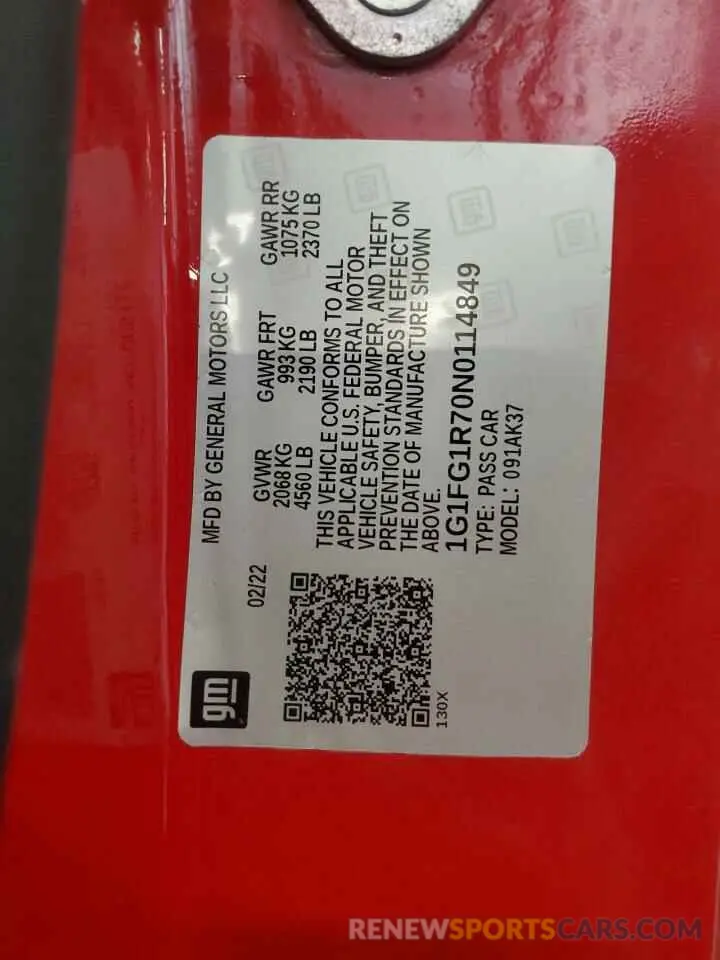 MFD BY GENERAL MOTORS LLC
02/22
GVWR
2068KG
4560 LB
GAWR FRT
993 KG
2190 LB
GAWR RR
1075 KG
2370 LB
THIS VEHICLE CONFORMS TO ALL
APPLICABLE U.S. FEDERAL MOTOR
VEHICLE SAFETY, BUMPER, AND THEFT
PREVENTION STANDARDS IN EFFECT ON
THE DATE OF MANUFACTURE SHOWN
ABOVE.
1G1FG1R70N0114849
TYPE: PASS CAR
MODEL: 091AK37
gm
130X
RENEWSPORTSCARS.COM